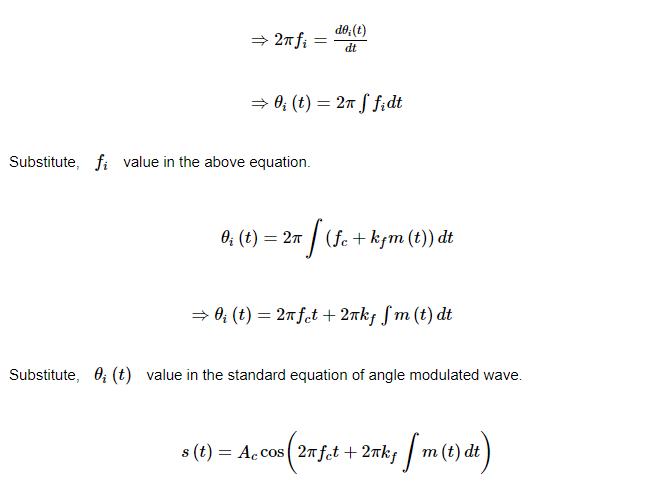 ⇒ 2πf_i = dθ_i(t)/dt
⇒ θ_i (t) = 2π ∫ f_i dt
Substitute, f_i value in the above equation.
θ_i (t) = 2π ∫ (f_c + k_f m (t)) dt
⇒ θ_i (t) = 2πf_c t + 2πk_f ∫ m (t) dt
Substitute, θ_i (t) value in the standard equation of angle modulated wave.
s (t) = A_c cos(2πf_c t + 2πk_f ∫ m (t) dt)